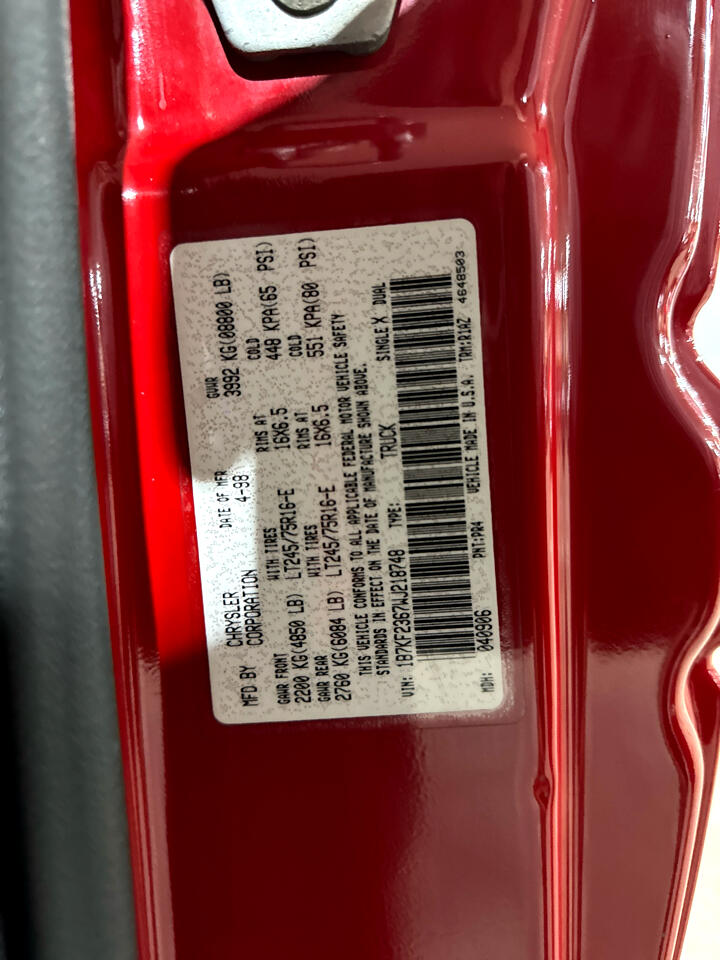 MFD BY CHRYSLER CORPORATION DATE OF MFR 4-98 GVWR 3992 KG(08800 LB)
GAWR FRONT WITH TIRES RIMS AT COLD
2200 KG(4850 LB) LT245/75R16-E 16X6.5 448 KPA(65 PSI)
GAWR REAR WITH TIRES RIMS AT COLD
2760 KG(6084 LB) LT245/75R16-E 16X6.5 551 KPA(80 PSI)
THIS VEHICLE CONFORMS TO ALL APPLICABLE FEDERAL MOTOR VEHICLE SAFETY
STANDARDS IN EFFECT ON THE DATE OF MANUFACTURE SHOWN ABOVE.
VIN: 1B7KF2367WJ218748 TYPE: TRUCK SINGLE X DUAL
MDH: 040906 PNT:PR4 VEHICLE MADE IN U.S.A. TRM:R1AZ 4648503